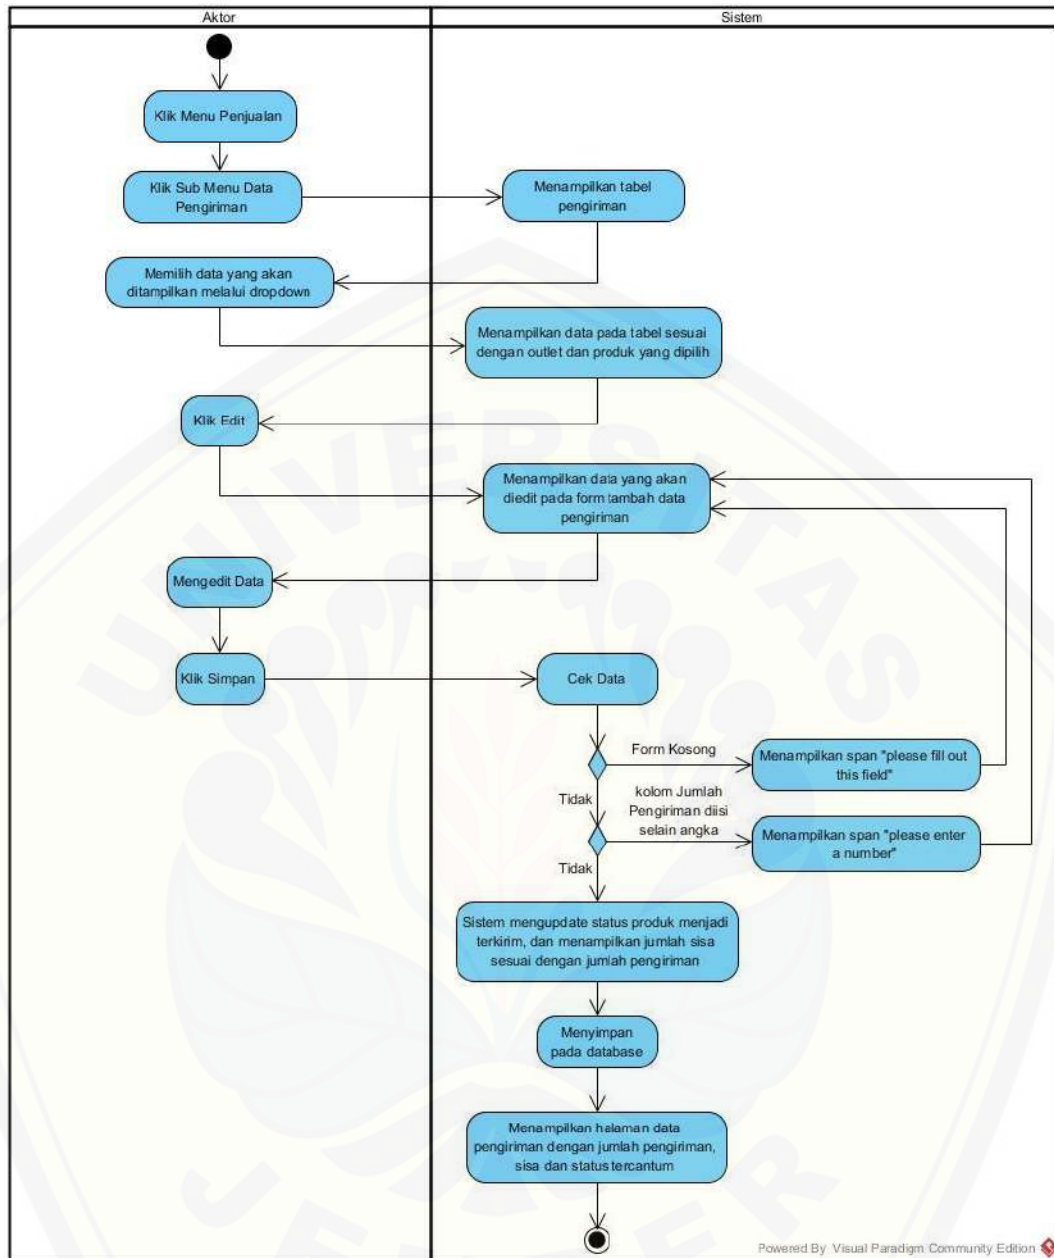 Aktor
Sistem
Klik Menu Penjualan
Klik Sub Menu Data
Pengiriman
Menampilkan tabel
pengiriman
Memilih data yang akan
ditampilkan melalui dropdown
Menampilkan data pada tabel sesuai
dengan outlet dan produk yang dipilih
Klik Edit
Menampilkan data yang akan
diedit pada form tambah data
pengiriman
Mengedit Data
Klik Simpan
Cek Data
Form Kosong
Menampilkan span "please fill out
this field"
Tidak
kolom Jumlah
Pengiriman diisi
selain angka
Menampilkan span "please enter
a number"
Tidak
Sistem mengupdate status produk menjadi
terkirim, dan menampilkan jumlah sisa
sesuai dengan jumlah pengiriman
Menyimpan
pada database
Menampilkan halaman data
pengiriman dengan jumlah pengiriman,
sisa dan status tercantum
UNIVERSITAS
JEMBER
Powered By Visual Paradigm Community Edition